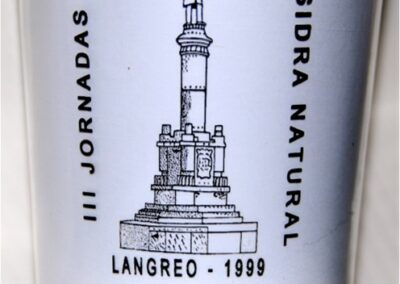 III JORNADAS
SIDRA NATURAL
LANGREO - 1999